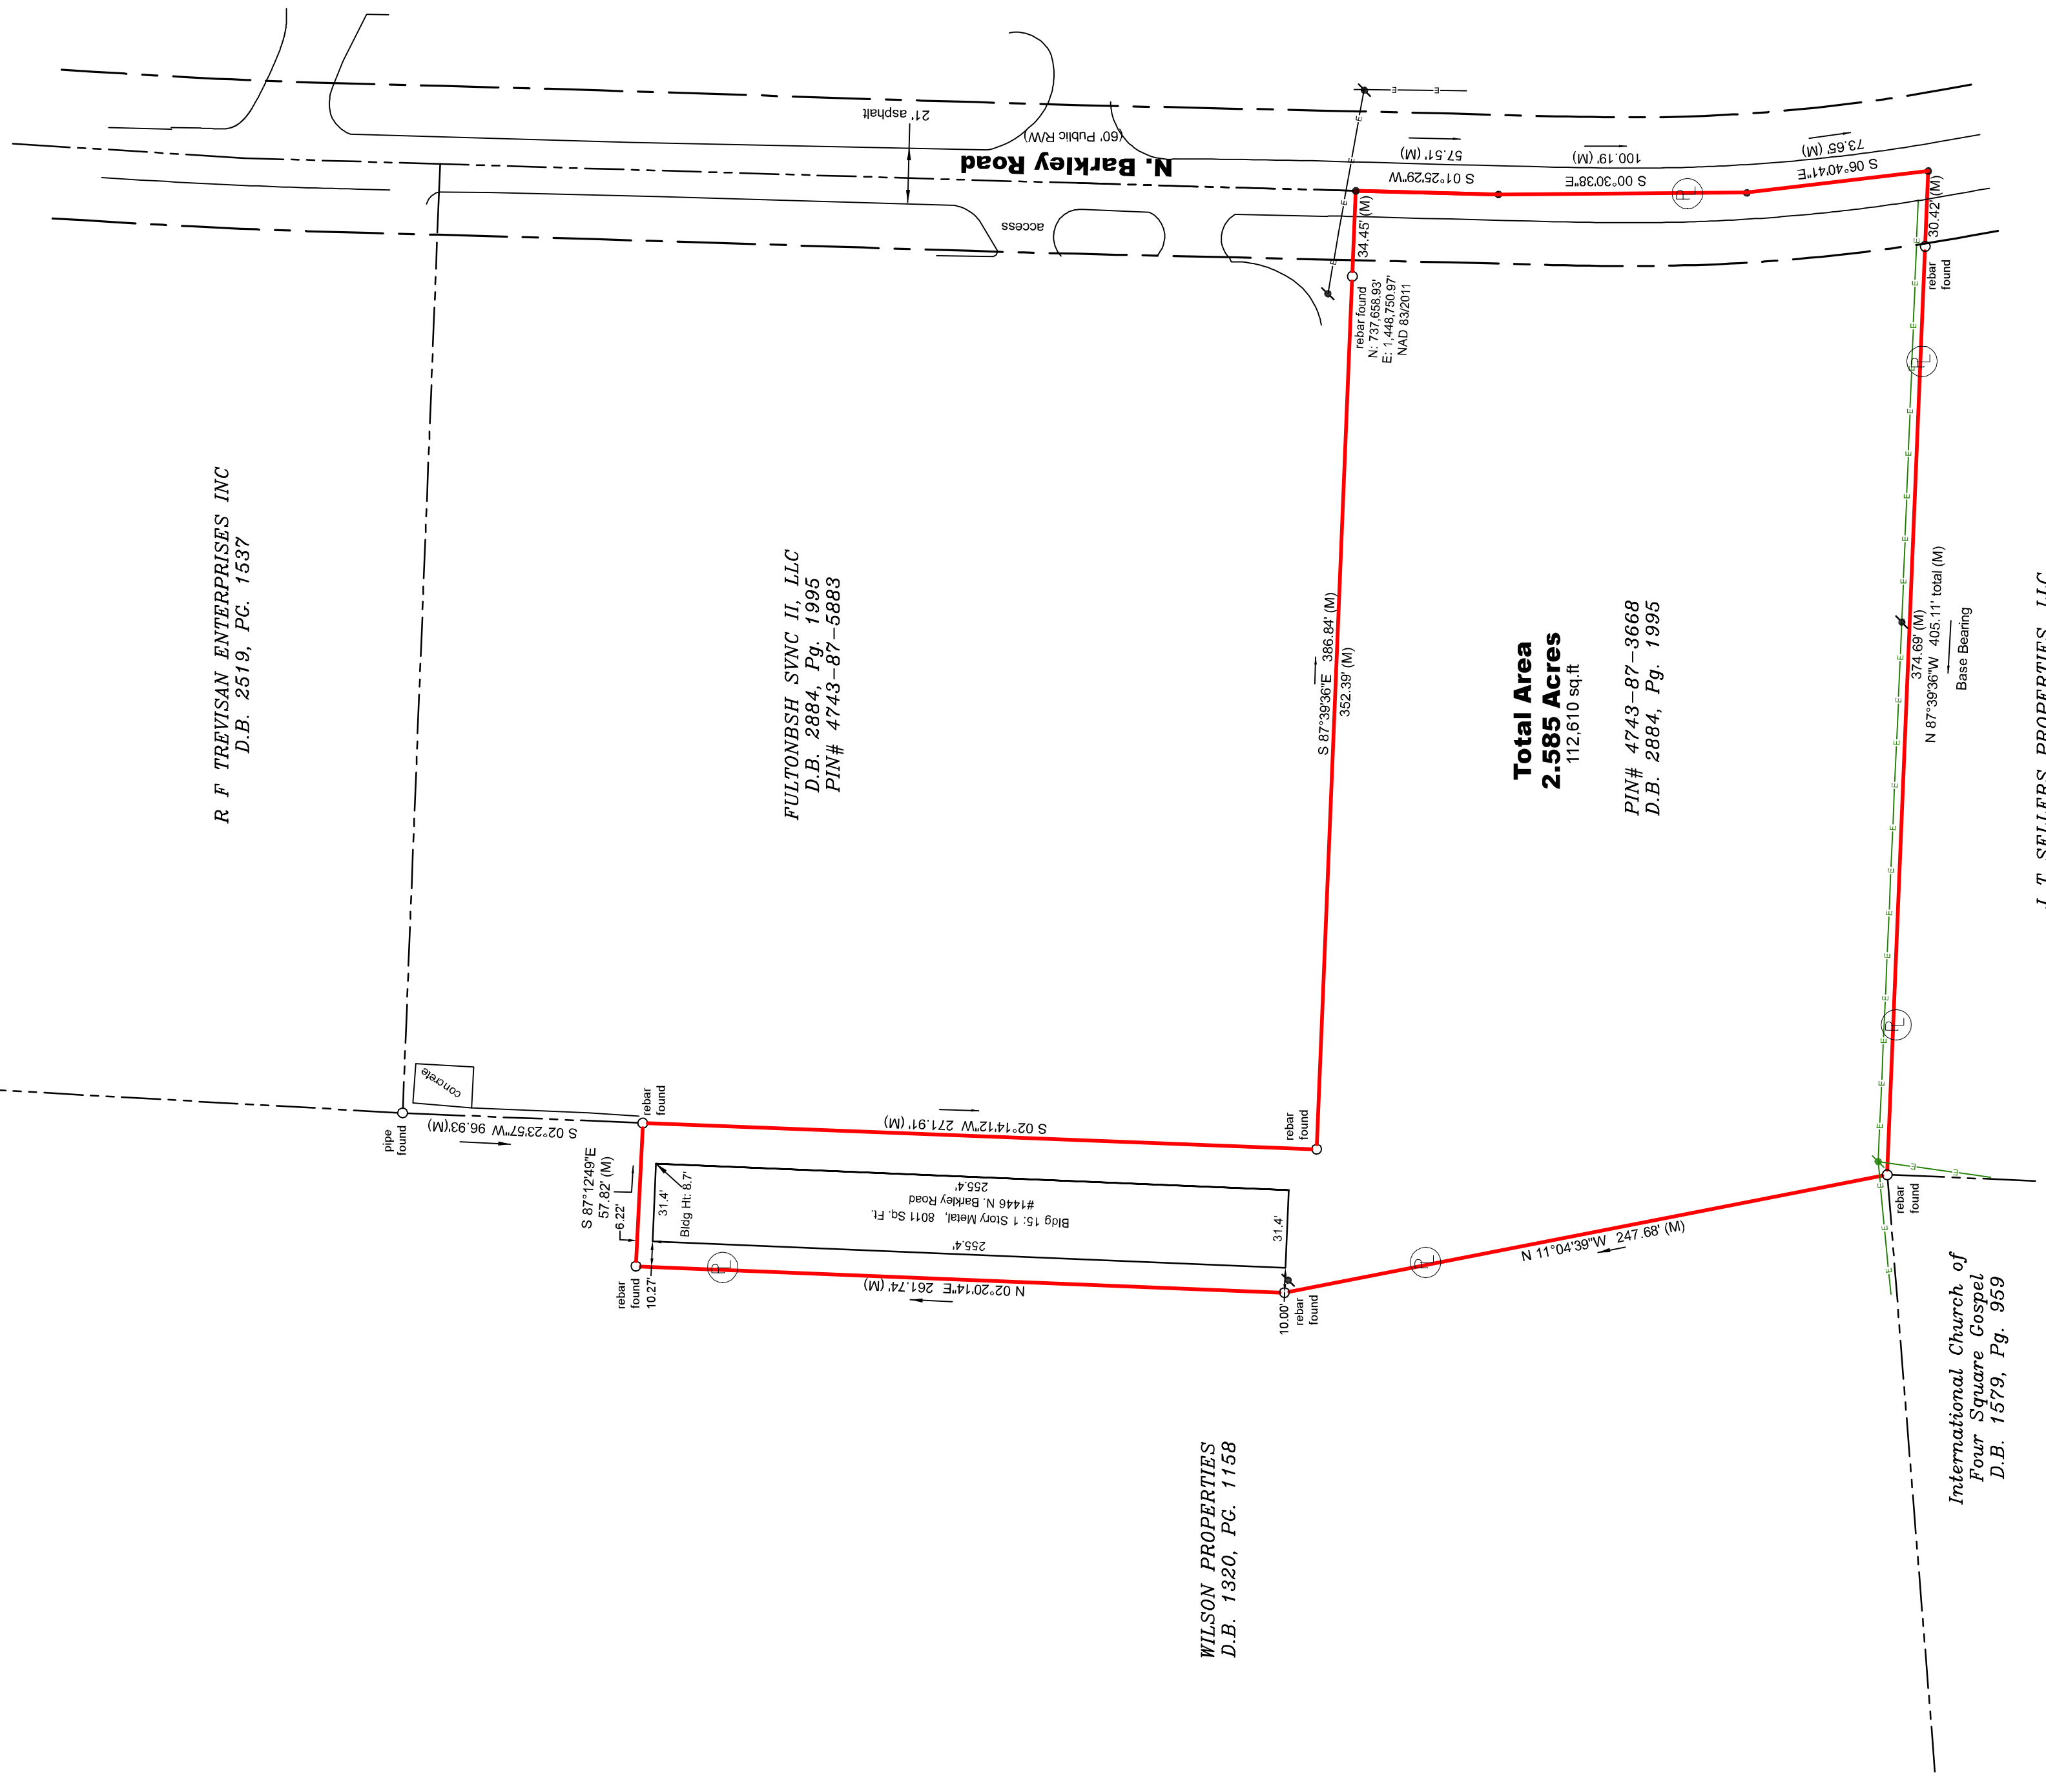 21' asphalt
(60' Public R/W)
N. Barkley Road
access
E
E
E
E
E
E
57.51' (M)
S 01°25'29"W
100.19' (M)
S 00°30'38"E
73.65' (M)
S 06°40'41"E
PL
34.45' (M)
30.42' (M)
rebar found
N: 737,658.93'
E: 1,448,750.97'
NAD 83/2011
rebar
found
PL
R F TREVISAN ENTERPRISES INC
D.B. 2519, PG. 1537
FULTONBSH SVNC II, LLC
D.B. 2884, Pg. 1995
PIN# 4743-87-5883
S 87°39'36"E 386.84' (M)
352.39' (M)
Total Area
2.585 Acres
112,610 sq.ft
PIN# 4743-87-3668
D.B. 2884, Pg. 1995
374.69' (M)
N 87°39'36"W 405.11' total (M)
Base Bearing
PL
concrete
pipe
found
S 02°23'57"W 96.93'(M)
rebar
found
S 02°14'12"W 271.91' (M)
rebar
found
S 87°12'49"E
57.82' (M)
6.22'
31.4'
Bldg Ht: 8.7'
255.4'
#1446 N. Barkley Road
Bldg 15: 1 Story Metal, 8011 Sq. Ft.
255.4'
31.4'
rebar
found
10.27'
PL
N 02°20'14"E 261.74' (M)
10.00'
rebar
found
PL
N 11°04'39"W 247.68' (M)
rebar
found
International Church of
Four Square Gospel
D.B. 1579, Pg. 959
WILSON PROPERTIES
D.B. 1320, PG. 1158